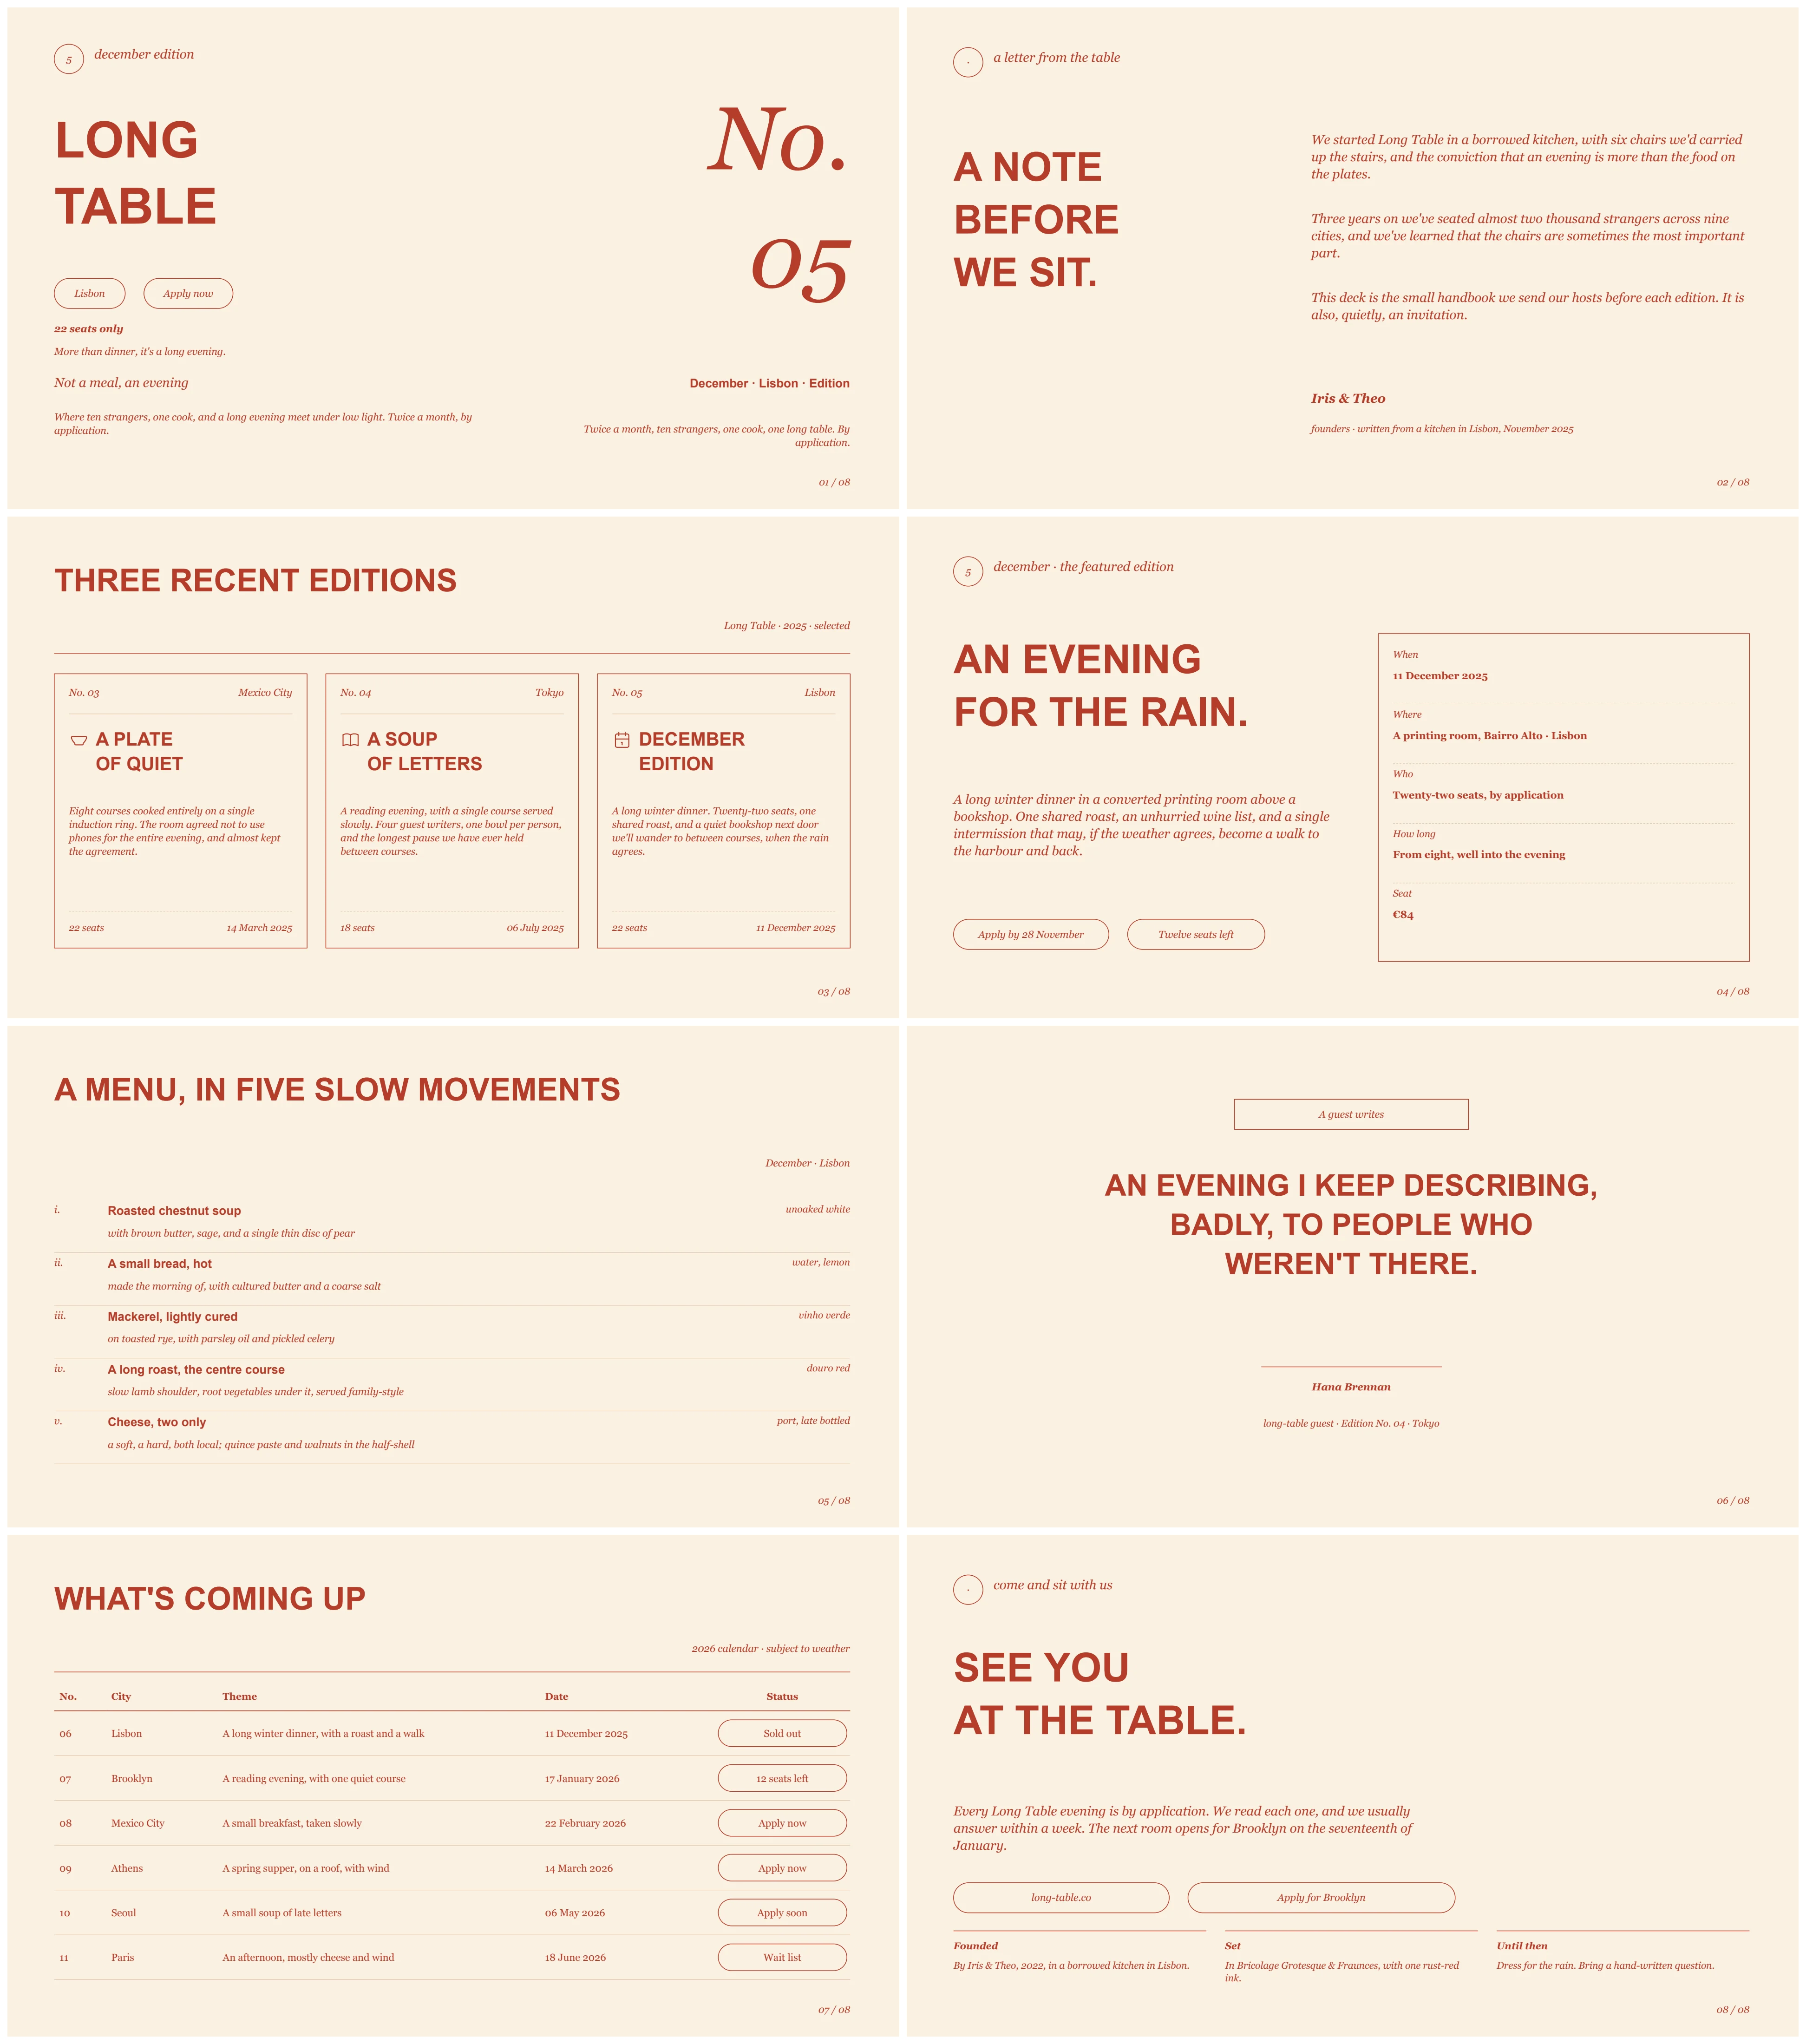 5
december edition
LONG
TABLE
No.
05
Lisbon
Apply now
22 seats only
More than dinner, it's a long evening.
Not a meal, an evening
December · Lisbon · Edition
Where ten strangers, one cook, and a long evening meet under low light. Twice a month, by
application.
Twice a month, ten strangers, one cook, one long table. By
application.
01 / 08
·
a letter from the table
A NOTE
BEFORE
WE SIT.
We started Long Table in a borrowed kitchen, with six chairs we'd carried
up the stairs, and the conviction that an evening is more than the food on
the plates.
Three years on we've seated almost two thousand strangers across nine
cities, and we've learned that the chairs are sometimes the most important
part.
This deck is the small handbook we send our hosts before each edition. It is
also, quietly, an invitation.
Iris & Theo
founders · written from a kitchen in Lisbon, November 2025
02 / 08
THREE RECENT EDITIONS
Long Table · 2025 · selected
No. 03
Mexico City
A PLATE
OF QUIET
Eight courses cooked entirely on a single
induction ring. The room agreed not to use
phones for the entire evening, and almost kept
the agreement.
22 seats
14 March 2025
No. 04
Tokyo
A SOUP
OF LETTERS
A reading evening, with a single course served
slowly. Four guest writers, one bowl per person,
and the longest pause we have ever held
between courses.
18 seats
06 July 2025
No. 05
Lisbon
DECEMBER
EDITION
A long winter dinner. Twenty-two seats, one
shared roast, and a quiet bookshop next door
we'll wander to between courses, when the rain
agrees.
22 seats
11 December 2025
03 / 08
5
december · the featured edition
AN EVENING
FOR THE RAIN.
A long winter dinner in a converted printing room above a
bookshop. One shared roast, an unhurried wine list, and a single
intermission that may, if the weather agrees, become a walk to
the harbour and back.
Apply by 28 November
Twelve seats left
When
11 December 2025
Where
A printing room, Bairro Alto · Lisbon
Who
Twenty-two seats, by application
How long
From eight, well into the evening
Seat
€84
04 / 08
A MENU, IN FIVE SLOW MOVEMENTS
December · Lisbon
i.
Roasted chestnut soup
unoaked white
with brown butter, sage, and a single thin disc of pear
ii.
A small bread, hot
water, lemon
made the morning of, with cultured butter and a coarse salt
iii.
Mackerel, lightly cured
vinho verde
on toasted rye, with parsley oil and pickled celery
iv.
A long roast, the centre course
douro red
slow lamb shoulder, root vegetables under it, served family-style
v.
Cheese, two only
port, late bottled
a soft, a hard, both local; quince paste and walnuts in the half-shell
05 / 08
A guest writes
AN EVENING I KEEP DESCRIBING,
BADLY, TO PEOPLE WHO
WEREN'T THERE.
Hana Brennan
long-table guest · Edition No. 04 · Tokyo
06 / 08
WHAT'S COMING UP
2026 calendar · subject to weather
No. City Theme Date Status
06 Lisbon A long winter dinner, with a roast and a walk 11 December 2025 Sold out
07 Brooklyn A reading evening, with one quiet course 17 January 2026 12 seats left
08 Mexico City A small breakfast, taken slowly 22 February 2026 Apply now
09 Athens A spring supper, on a roof, with wind 14 March 2026 Apply now
10 Seoul A small soup of late letters 06 May 2026 Apply soon
11 Paris An afternoon, mostly cheese and wind 18 June 2026 Wait list
07 / 08
·
come and sit with us
SEE YOU
AT THE TABLE.
Every Long Table evening is by application. We read each one, and we usually
answer within a week. The next room opens for Brooklyn on the seventeenth of
January.
long-table.co
Apply for Brooklyn
Founded
By Iris & Theo, 2022, in a borrowed kitchen in Lisbon.
Set
In Bricolage Grotesque & Fraunces, with one rust-red
ink.
Until then
Dress for the rain. Bring a hand-written question.
08 / 08